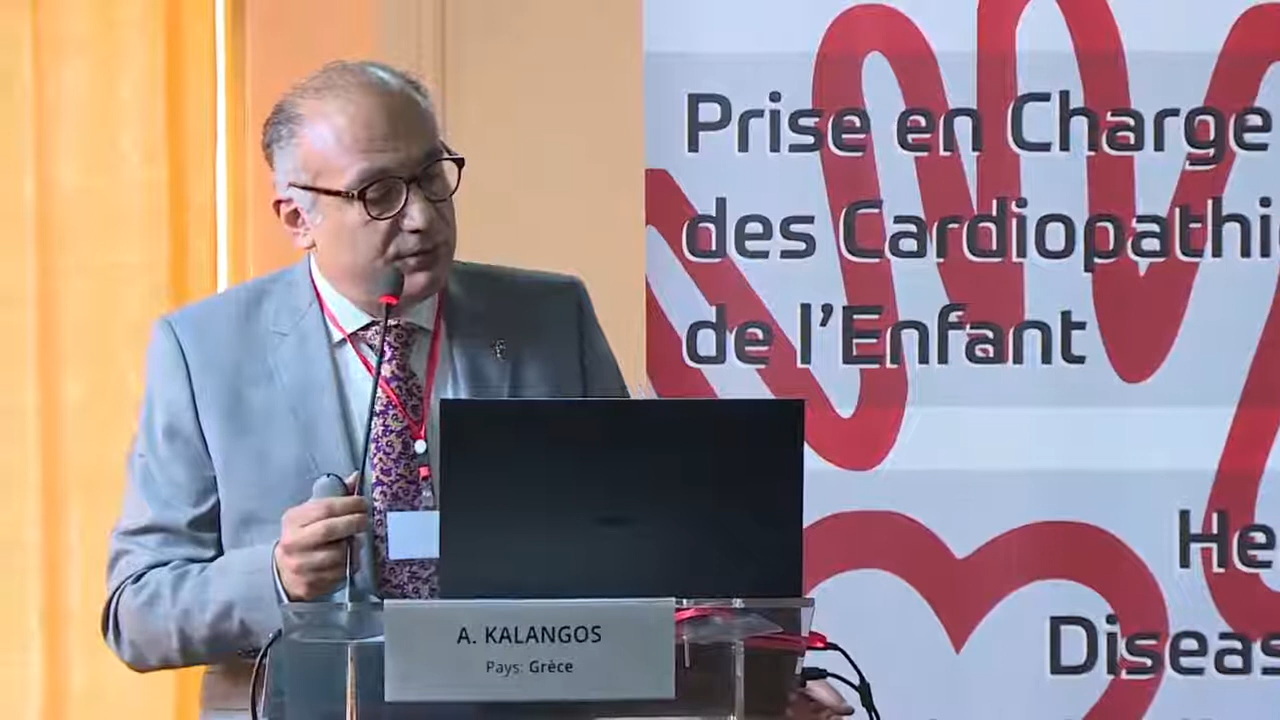 Prise en Charge
des Cardiopathi
de l'Enfant
He
Diseas
A. KALANGOS
Pays: Grèce